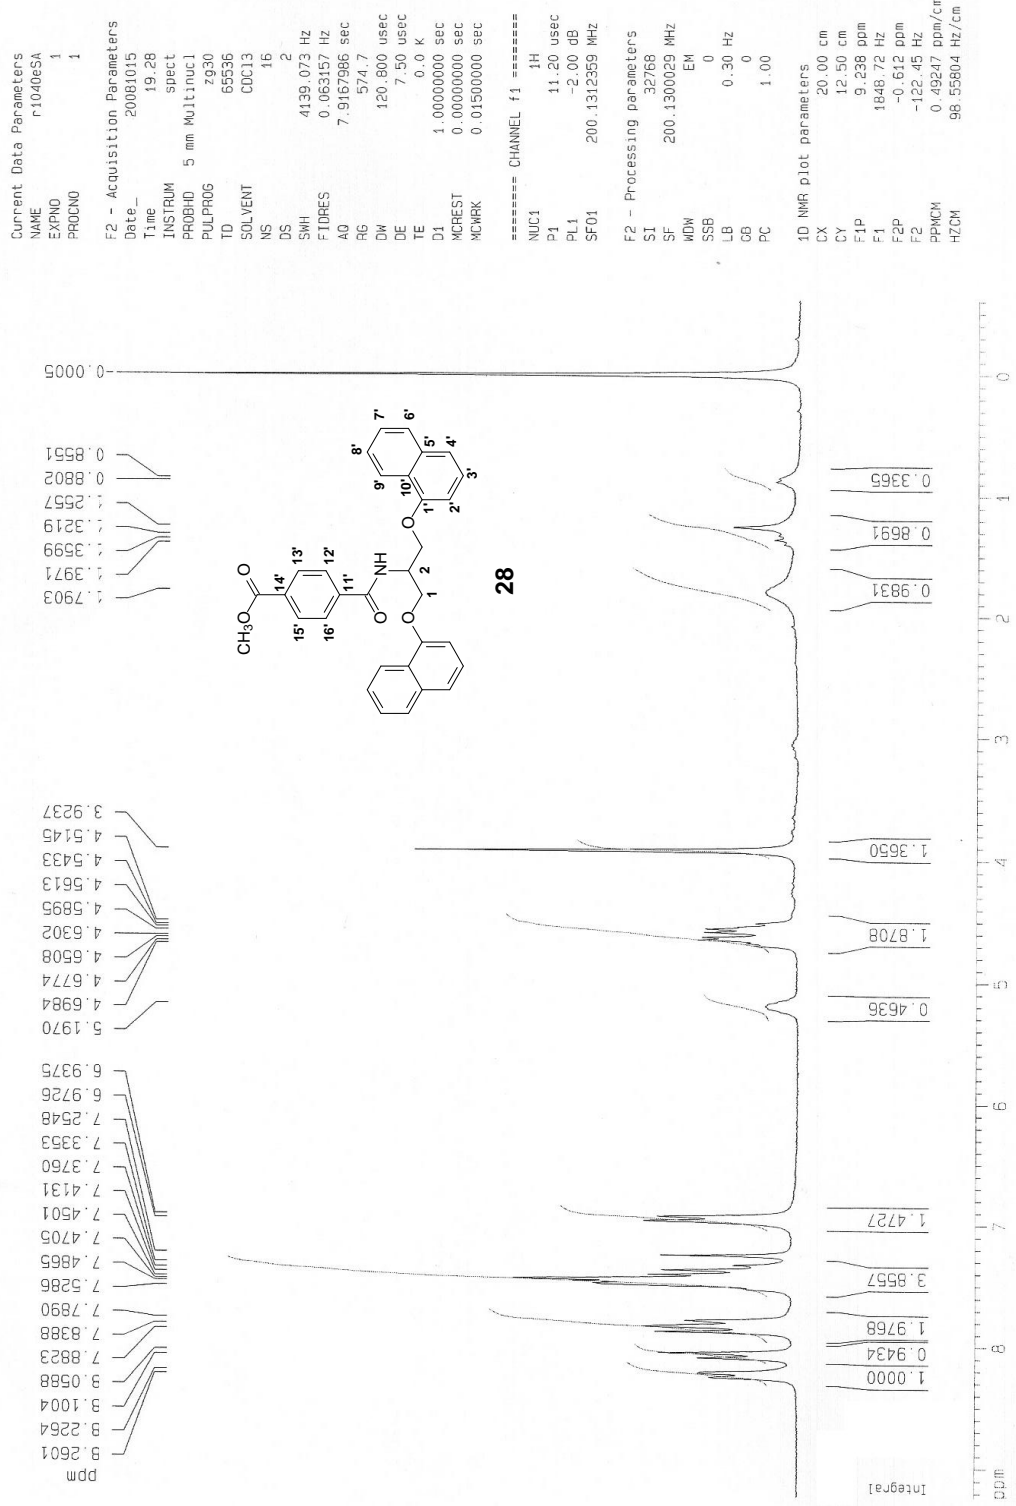 Current Data Parameters
NAME r1040eSA
EXPNO 1
PROCNO 1
F2 - Acquisition Parameters
Date_ 20081015
Time 19.28
INSTRUM spect
PROBHD 5 mm Multinucl
PULPROG zg30
TD 65536
SOLVENT CDCl3
NS 16
DS 2
SWH 4139.073 Hz
FIDRES 0.063157 Hz
AQ 7.9167986 sec
RG 574.7
DW 120.800 usec
DE 7.50 usec
TE 0.0 K
D1 1.00000000 sec
MCREST 0.00000000 sec
MCWRK 0.01500000 sec
======== CHANNEL f1 ========
NUC1 1H
P1 11.20 usec
PL1 -2.00 dB
SFO1 200.1312359 MHz
F2 - Processing parameters
SI 32768
SF 200.1300029 MHz
WDW EM
SSB 0
LB 0.30 Hz
GB 0
PC 1.00
1D NMR plot parameters
CX 20.00 cm
CY 12.50 cm
F1P 9.238 ppm
F1 1848.72 Hz
F2P -0.612 ppm
F2 -122.45 Hz
PPMCM 0.49247 ppm/cm
HZCM 98.55804 Hz/cm
ppm
8.2601
8.2264
8.1004
8.0588
7.8823
7.8388
7.7890
7.5286
7.4865
7.4705
7.4501
7.4131
7.3760
7.3353
7.2548
6.9726
6.9375
5.1970
4.6984
4.6774
4.6508
4.6302
4.5895
4.5613
4.5433
4.5145
3.9237
1.7903
1.3971
1.3599
1.3219
1.2557
0.8802
0.8551
0.0005
CH3O
O
14'
15'
13'
16'
12'
11'
O
NH
1
2
O
O
1'
2'
3'
4'
5'
6'
7'
8'
9'
10'
28
Integral
1.0000
0.9434
1.9768
3.8557
1.4727
0.4636
1.8708
1.3650
0.9831
0.8691
0.3365
ppm
8
7
6
5
4
3
2
1
0